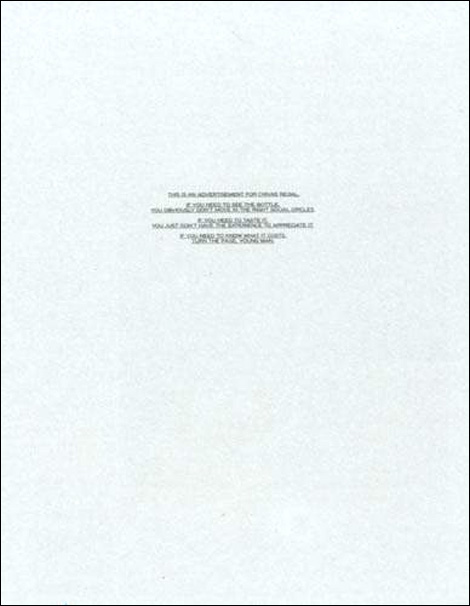 THIS IS AN ADVERTISEMENT FOR CHIVAS REGAL.
IF YOU NEED TO SEE THE BOTTLE,
YOU OBVIOUSLY DON'T MOVE IN THE RIGHT SOCIAL CIRCLES.
IF YOU NEED TO TASTE IT,
YOU JUST DON'T HAVE THE EXPERIENCE TO APPRECIATE IT.
IF YOU NEED TO KNOW WHAT IT COSTS,
TURN THE PAGE, YOUNG MAN.